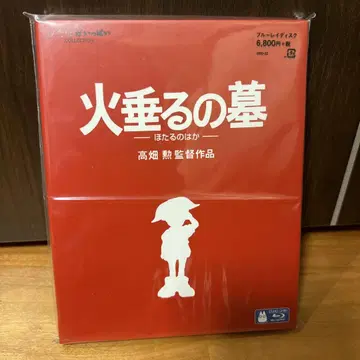 ブルーレイディスク
6,800円+税
火垂るの墓
ほたるのはか
高畑 勲 監督作品